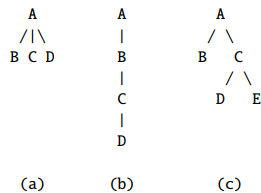 A A A
/|\ | / \
B C D B B C
| / \
C D E
|
D
(a) (b) (c)